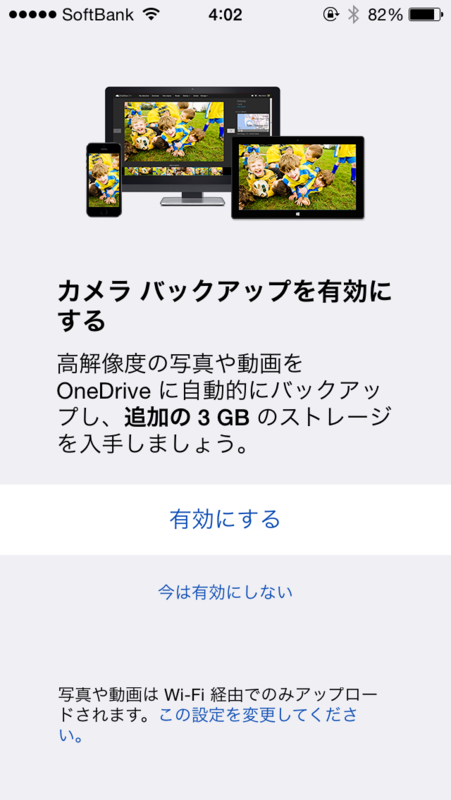 SoftBank 4:02 82%
カメラ バックアップを有効に
する
高解像度の写真や動画を
OneDrive に自動的にバックアッ
プし、追加の 3 GB のストレージ
を入手しましょう。
有効にする
今は有効にしない
写真や動画は Wi-Fi 経由でのみアップロー
ドされます。この設定を変更してくださ
い。